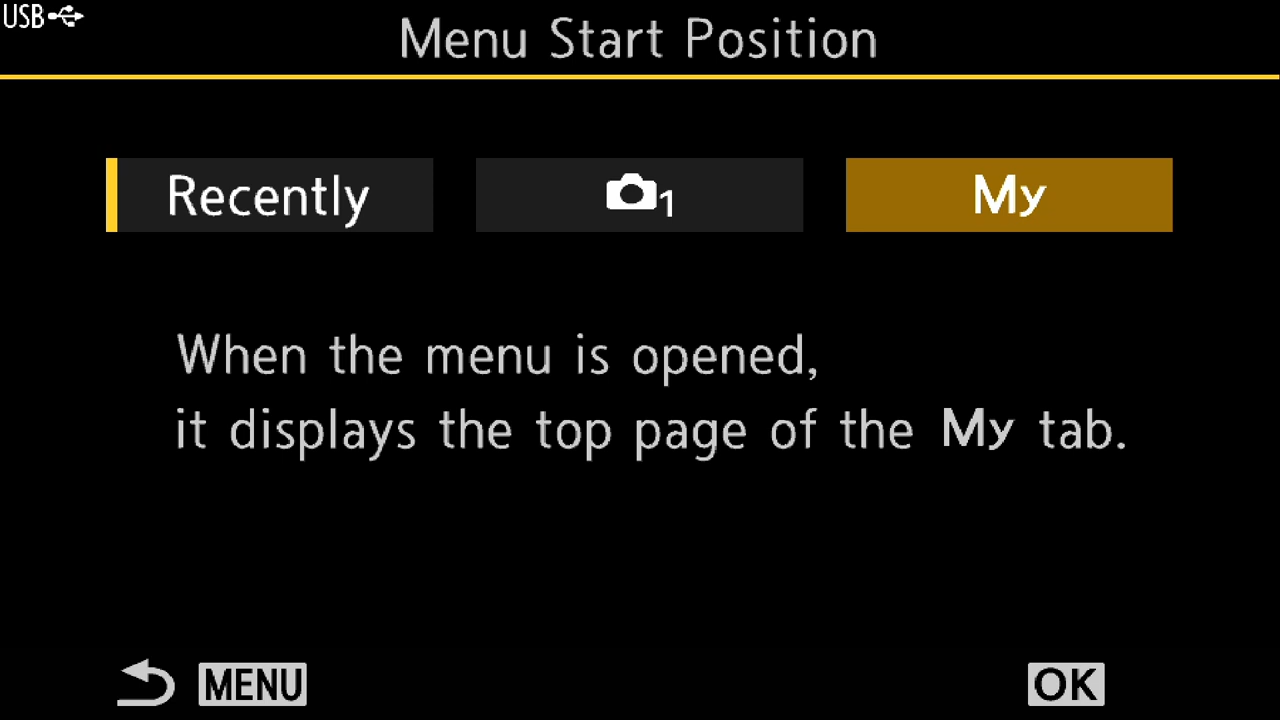 USB
Menu Start Position
Recently 1 My
When the menu is opened,
it displays the top page of the My tab.
MENU OK